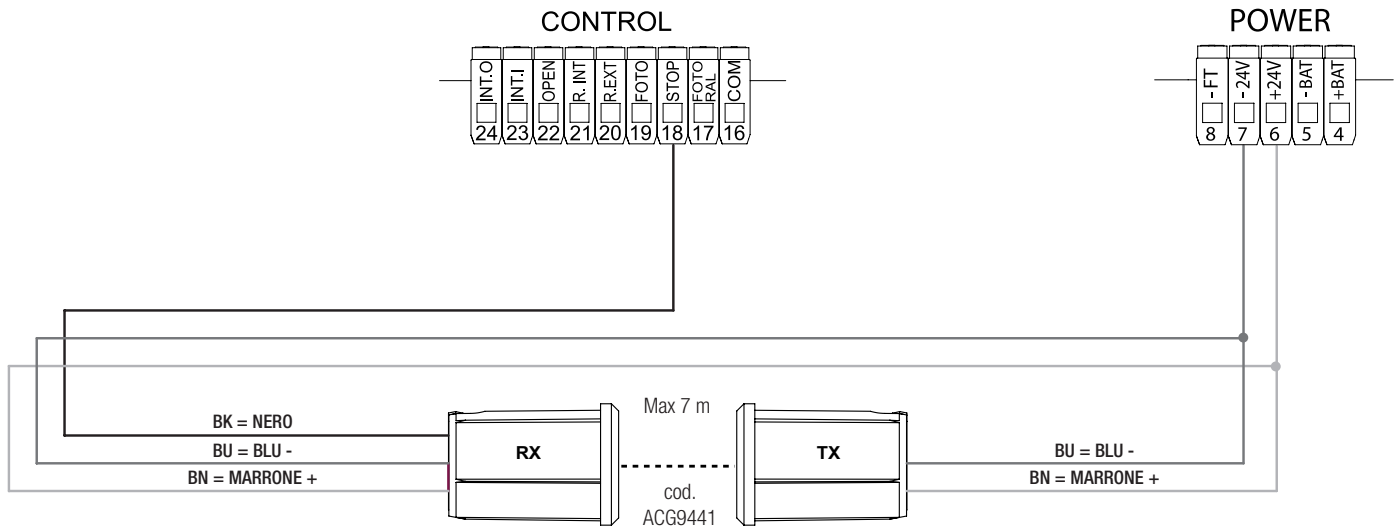 CONTROL
POWER
INT.O
INT.I
OPEN
R. INT
R.EXT
FOTO
STOP
FOTO
RAL
COM
24 23 22 21 20 19 18 17 16
- FT
- 24V
+24V
- BAT
+BAT
8 7 6 5 4
BK = NERO
BU = BLU -
BN = MARRONE +
RX
Max 7 m
cod.
ACG9441
TX
BU = BLU -
BN = MARRONE +